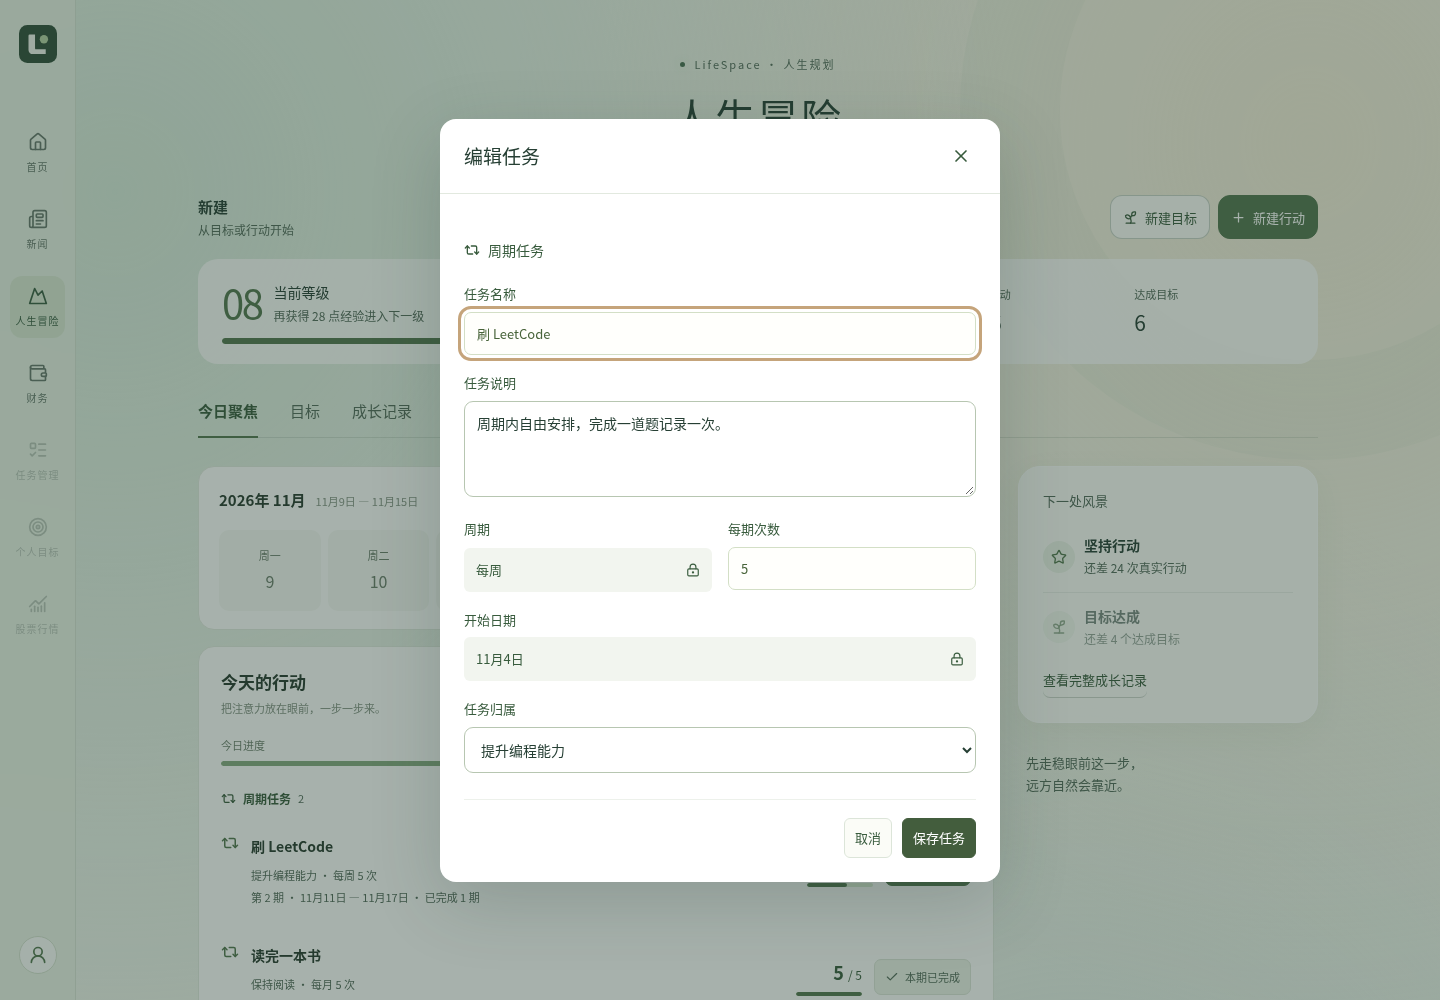 LifeSpace · 人生规划
人生冒险
首页
新闻
人生冒险
财务
任务管理
个人目标
股票行情
新建
从目标或行动开始
新建目标
新建行动
08
当前等级
再获得 28 点经验进入下一级
动
达成目标
6
今日聚焦
目标
成长记录
2026年 11月
11月9日 — 11月15日
周一
9
周二
10
今天的行动
把注意力放在眼前，一步一步来。
今日进度
周期任务 2
刷 LeetCode
提升编程能力 · 每周 5 次
第 2 期 · 11月11日 — 11月17日 · 已完成 1 期
读完一本书
保持阅读 · 每月 5 次
5 / 5
本期已完成
编辑任务
周期任务
任务名称
刷 LeetCode
任务说明
周期内自由安排，完成一道题记录一次。
周期
每期次数
每周
5
开始日期
11月4日
任务归属
提升编程能力
取消
保存任务
下一处风景
坚持行动
还差 24 次真实行动
目标达成
还差 4 个达成目标
查看完整成长记录
先走稳眼前这一步，
远方自然会靠近。